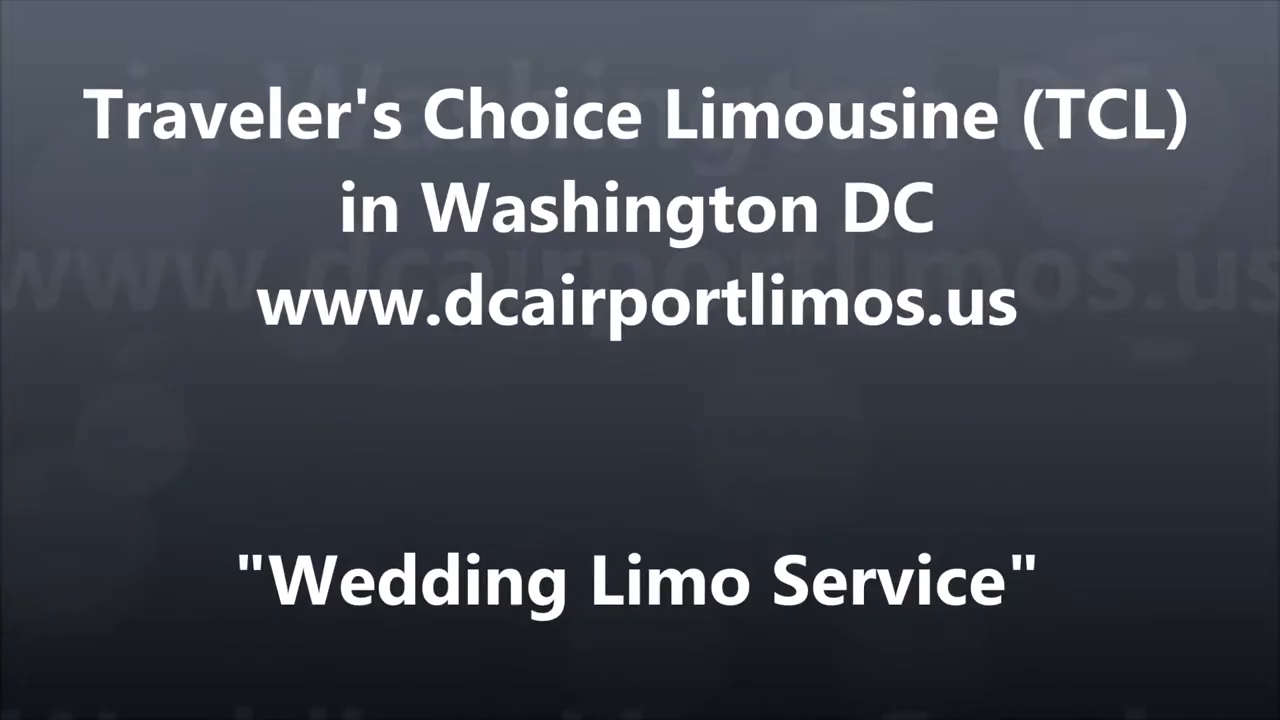 Traveler's Choice Limousine (TCL)
in Washington DC
www.dcairportlimos.us
"Wedding Limo Service"